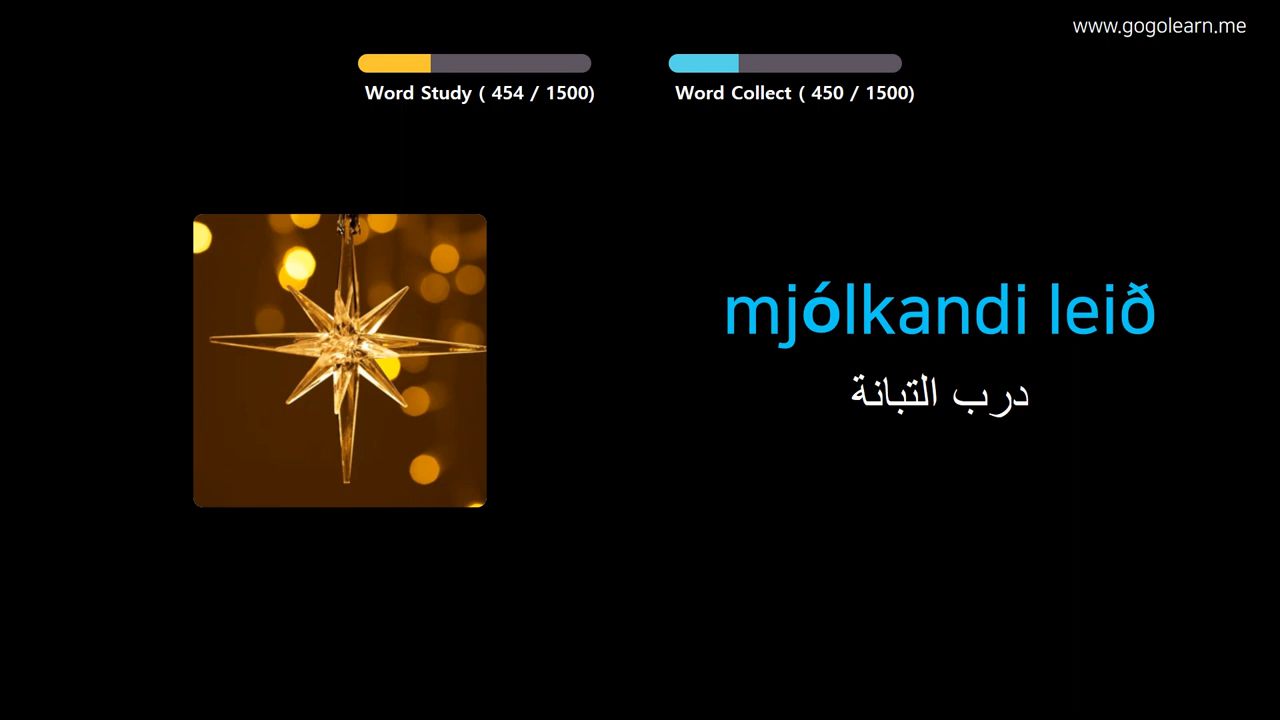 www.gogolearn.me
Word Study ( 454 / 1500)
Word Collect ( 450 / 1500)
mjólkandi leið
درب التبانة